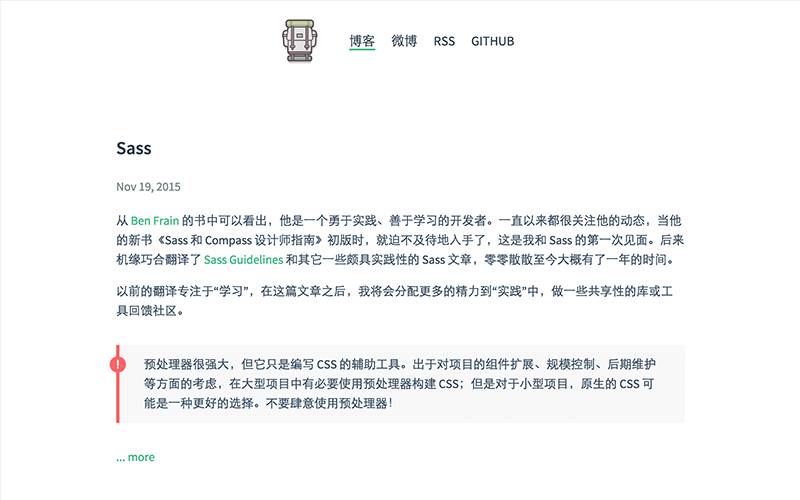 博客 微博 RSS GITHUB
Sass
Nov 19, 2015
从 Ben Frain 的书中可以看出，他是一个勇于实践、善于学习的开发者。一直以来都很关注他的动态，当他
的新书《Sass 和 Compass 设计师指南》初版时，就迫不及待地入手了，这是我和 Sass 的第一次见面。后来
机缘巧合翻译了 Sass Guidelines 和其它一些颇具实践性的 Sass 文章，零零散散至今大概有了一年的时间。
以前的翻译专注于“学习”，在这篇文章之后，我将会分配更多的精力到“实践”中，做一些共享性的库或工
具回馈社区。
!
预处理器很强大，但它只是编写 CSS 的辅助工具。出于对项目的组件扩展、规模控制、后期维护
等方面的考虑，在大型项目中有必要使用预处理器构建 CSS；但是对于小型项目，原生的 CSS 可
能是一种更好的选择。不要肆意使用预处理器！
... more